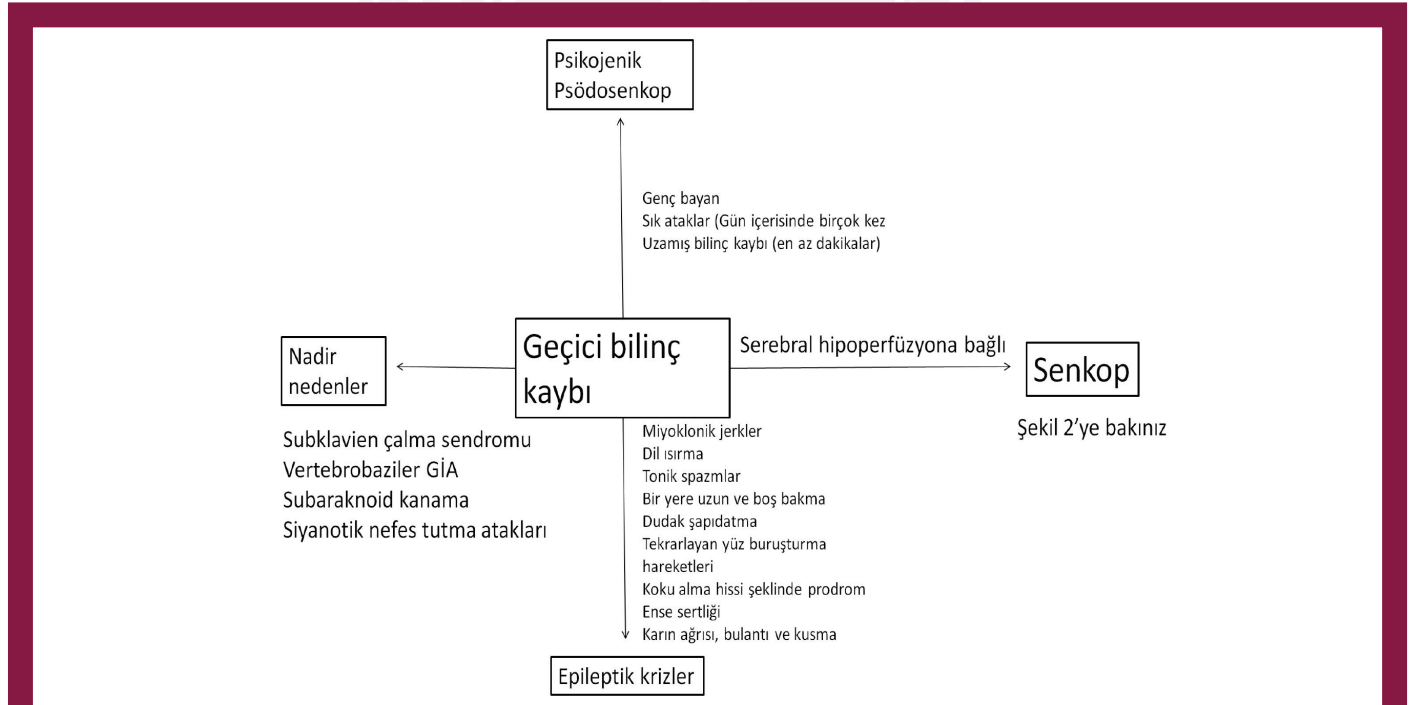 Psikojenik
Psödosenkop
Genç bayan
Sık ataklar (Gün içerisinde birçok kez
Uzamış bilinç kaybı (en az dakikalar)
Nadir
nedenler
Geçici bilinç
kaybı
Serebral hipoperfüzyona bağlı
Senkop
Şekil 2'ye bakınız
Subklavien çalma sendromu
Vertebrobaziler GİA
Subaraknoid kanama
Siyanotik nefes tutma atakları
Miyoklonik jerkler
Dil ısırma
Tonik spazmlar
Bir yere uzun ve boş bakma
Dudak şapıdatma
Tekrarlayan yüz buruşturma
hareketleri
Koku alma hissi şeklinde prodrom
Ense sertliği
Karın ağrısı, bulantı ve kusma
Epileptik krizler